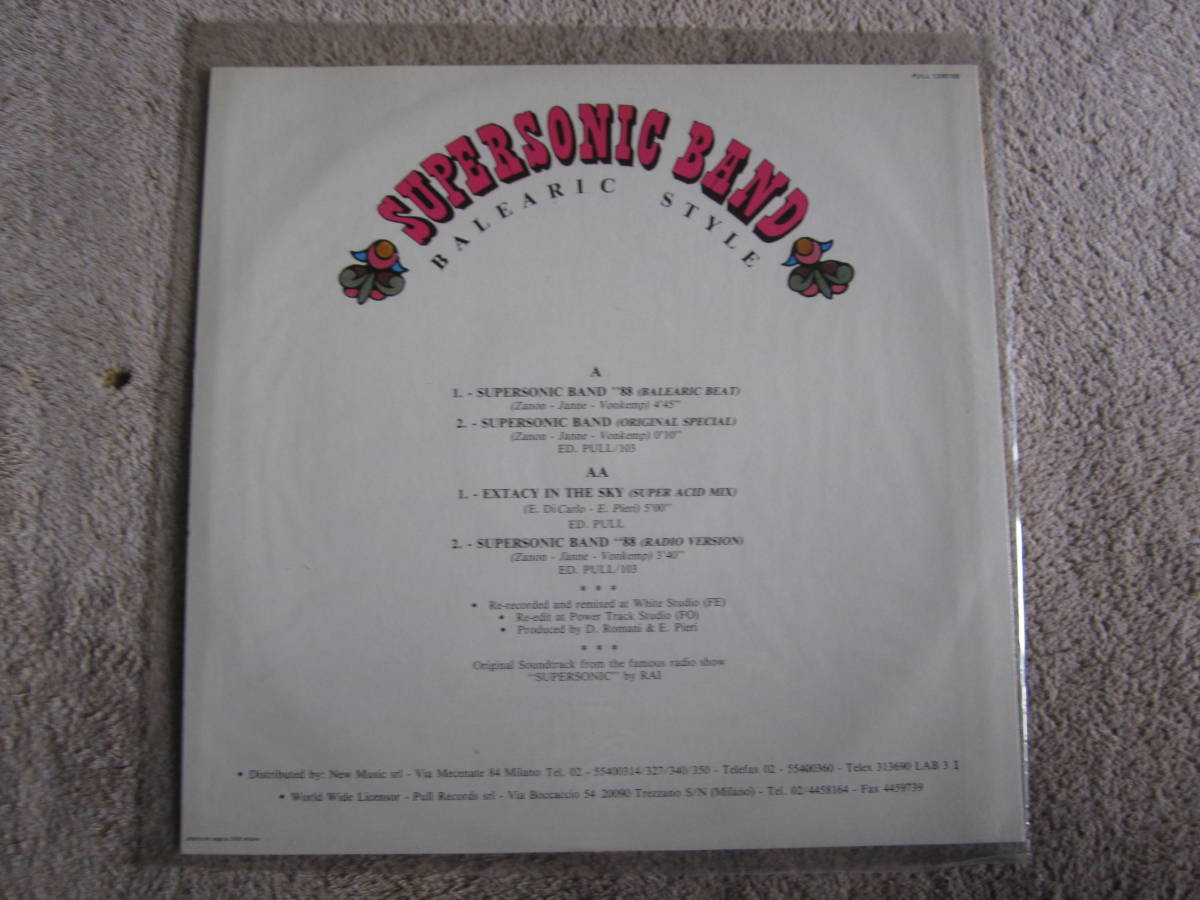 PULL
SUPERSONIC BAND
BALEARIC STYLE
A
1. - SUPERSONIC BAND "'88 (BALEARIC BEAT)
(Zanon - Janne - Vonkemp) 4'45"
2. - SUPERSONIC BAND (ORIGINAL SPECIAL)
(Zanon - Janne - Vonkemp) 0'10"
ED. PULL/103
AA
1. - EXTACY IN THE SKY (SUPER ACID MIX)
(E. Di Carlo - E. Pieri) 5'00"
ED. PULL
2. - SUPERSONIC BAND "'88 (RADIO VERSION)
(Zanon - Janne - Vonkemp) 3'40"
ED. PULL/103
* * *
• Re-recorded and remixed at White Studio (FE)
• Re-edit at Power Track Studio (FO)
• Produced by D. Romani & E. Pieri
* * *
Original Soundtrack from the famous radio show
"SUPERSONIC" by RAI
• Distributed by: New Music srl - Via Mecenate 84 Milano Tel. 02 - 55400314/327/340/350 - Telefax 02 - 55400360 - Telex 313690 LAB 3 I
• World Wide Licensor - Pull Records srl - Via Boccaccio 54 20090 Trezzano S/N (Milano) - Tel. 02/4458164 - Fax 4459739